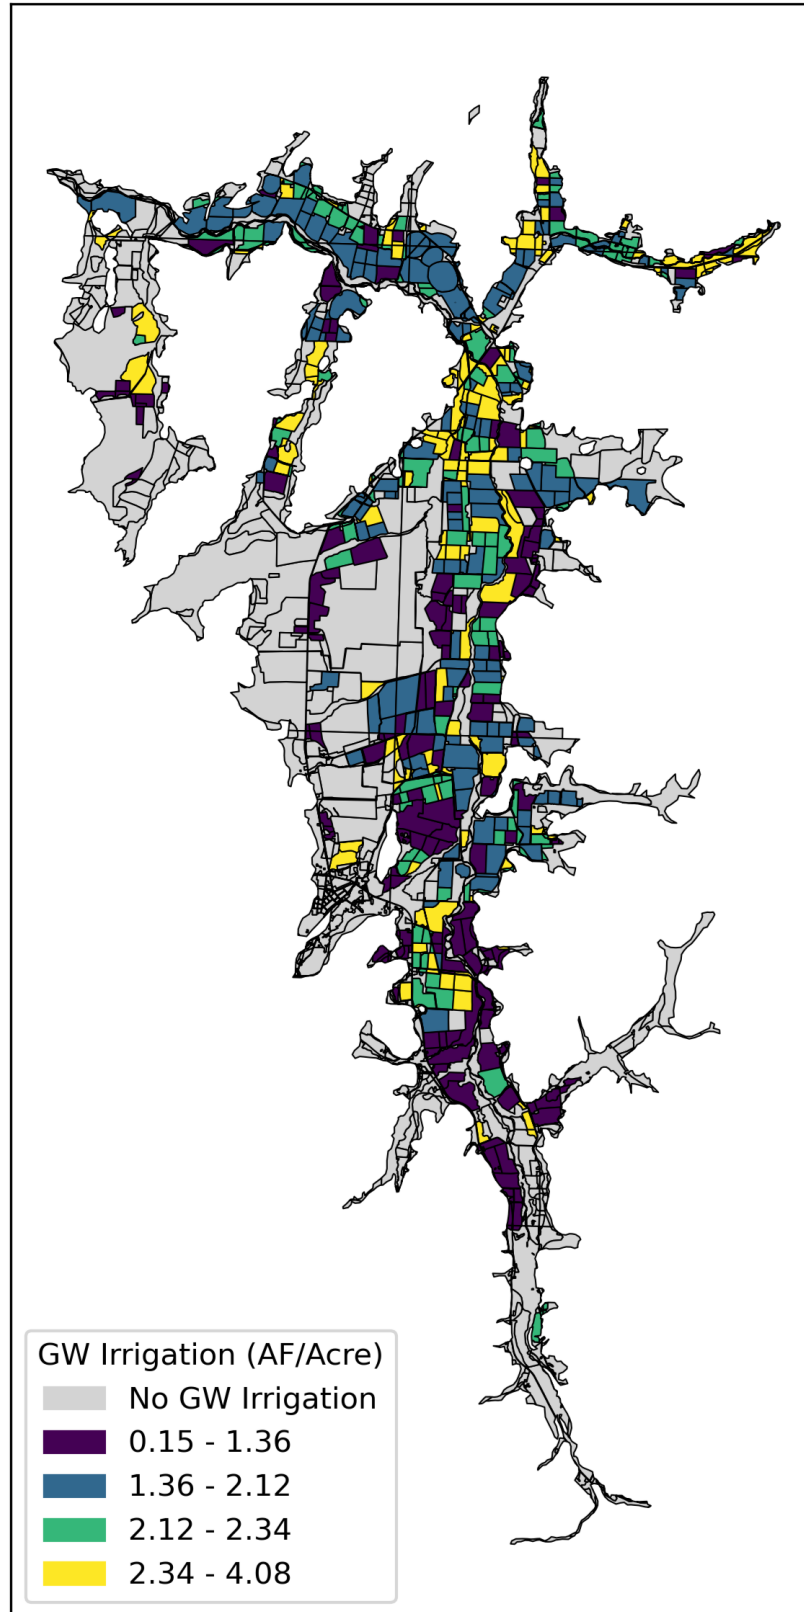 GW Irrigation (AF/Acre)
No GW Irrigation
0.15 - 1.36
1.36 - 2.12
2.12 - 2.34
2.34 - 4.08